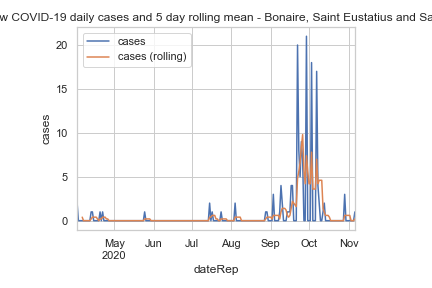 w COVID-19 daily cases and 5 day rolling mean - Bonaire, Saint Eustatius and Sa
cases
cases (rolling)
20
15
10
5
0
cases
May Jun Jul Aug Sep Oct Nov
2020
dateRep